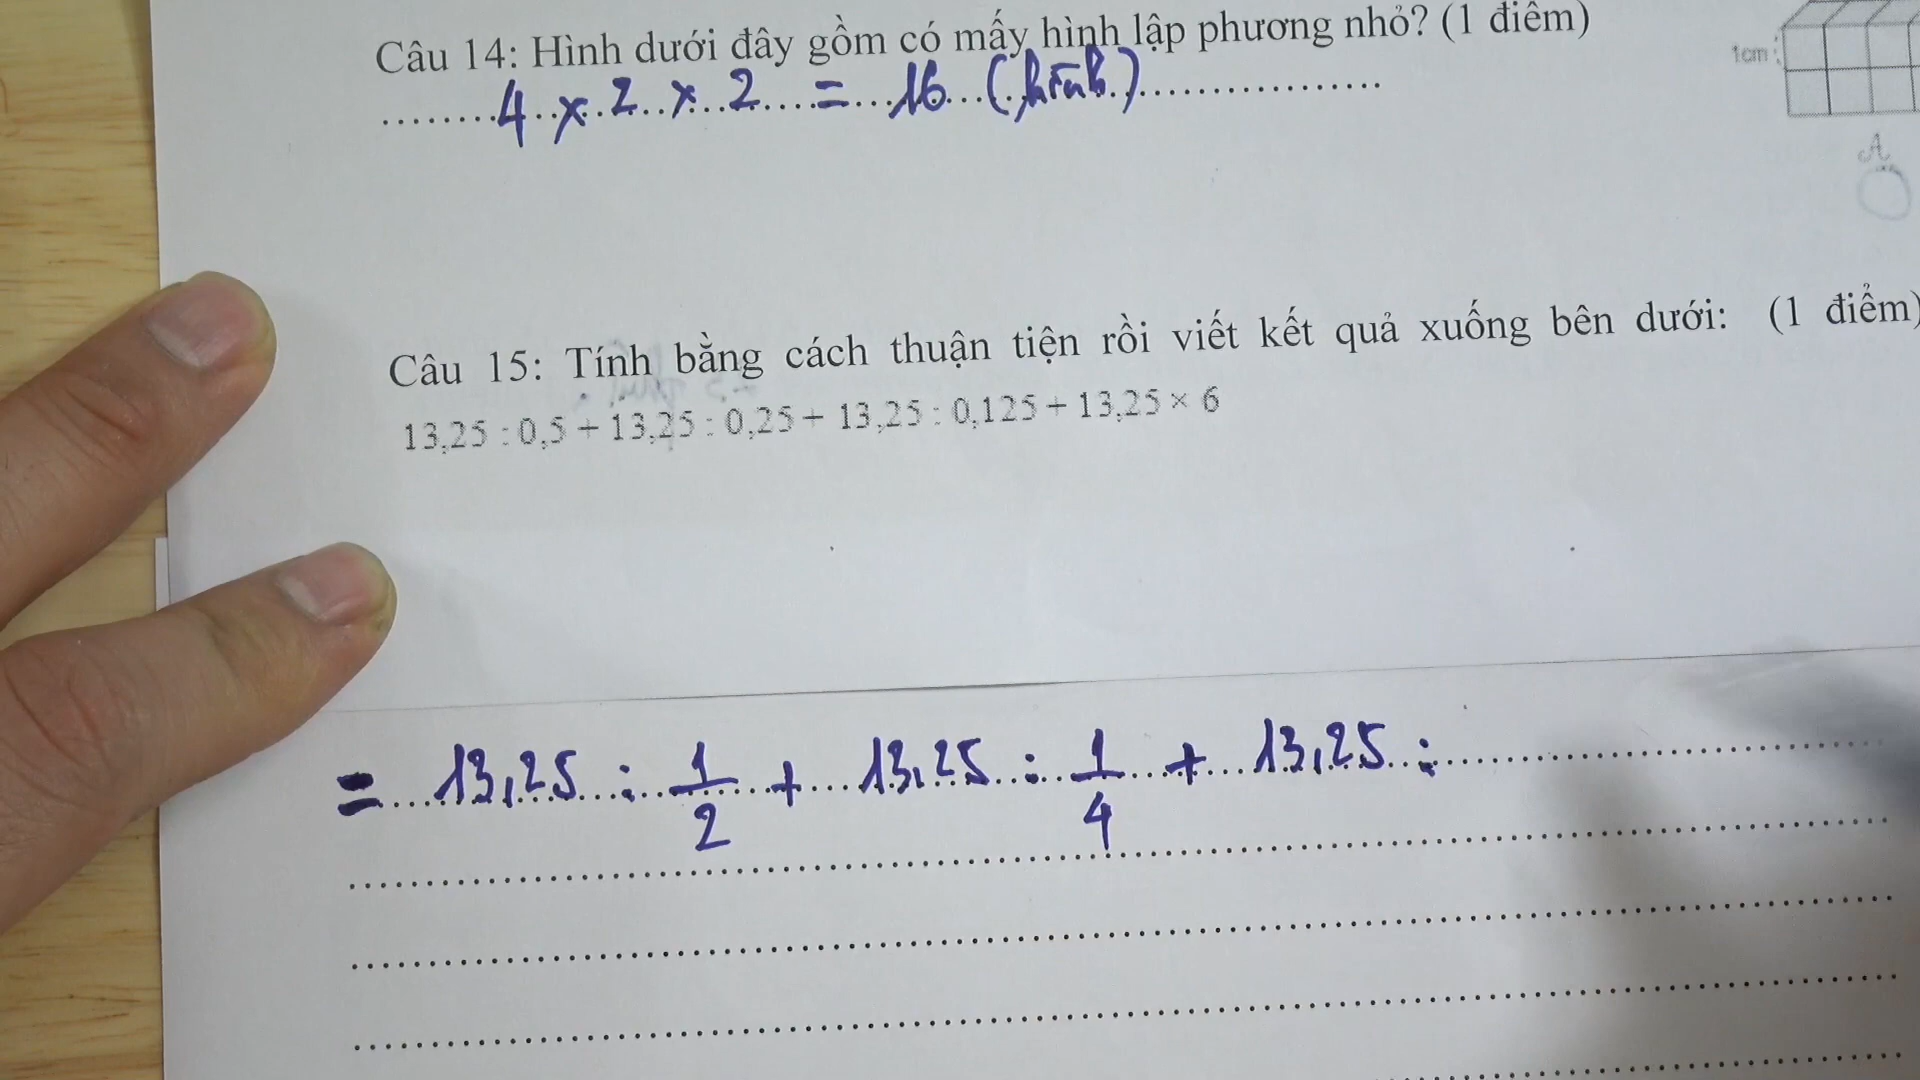 Câu 14: Hình dưới đây gồm có mấy hình lập phương nhỏ? (1 điểm)
1cm
4 x 2 x 2 = 16 (hình)
A
Câu 15: Tính bằng cách thuận tiện rồi viết kết quả xuống bên dưới: (1 điểm)
13,25 : 0,5 + 13,25 : 0,25 + 13,25 : 0,125 + 13,25 × 6
= 13,25 : 1/2 + 13,25 : 1/4 + 13,25 :